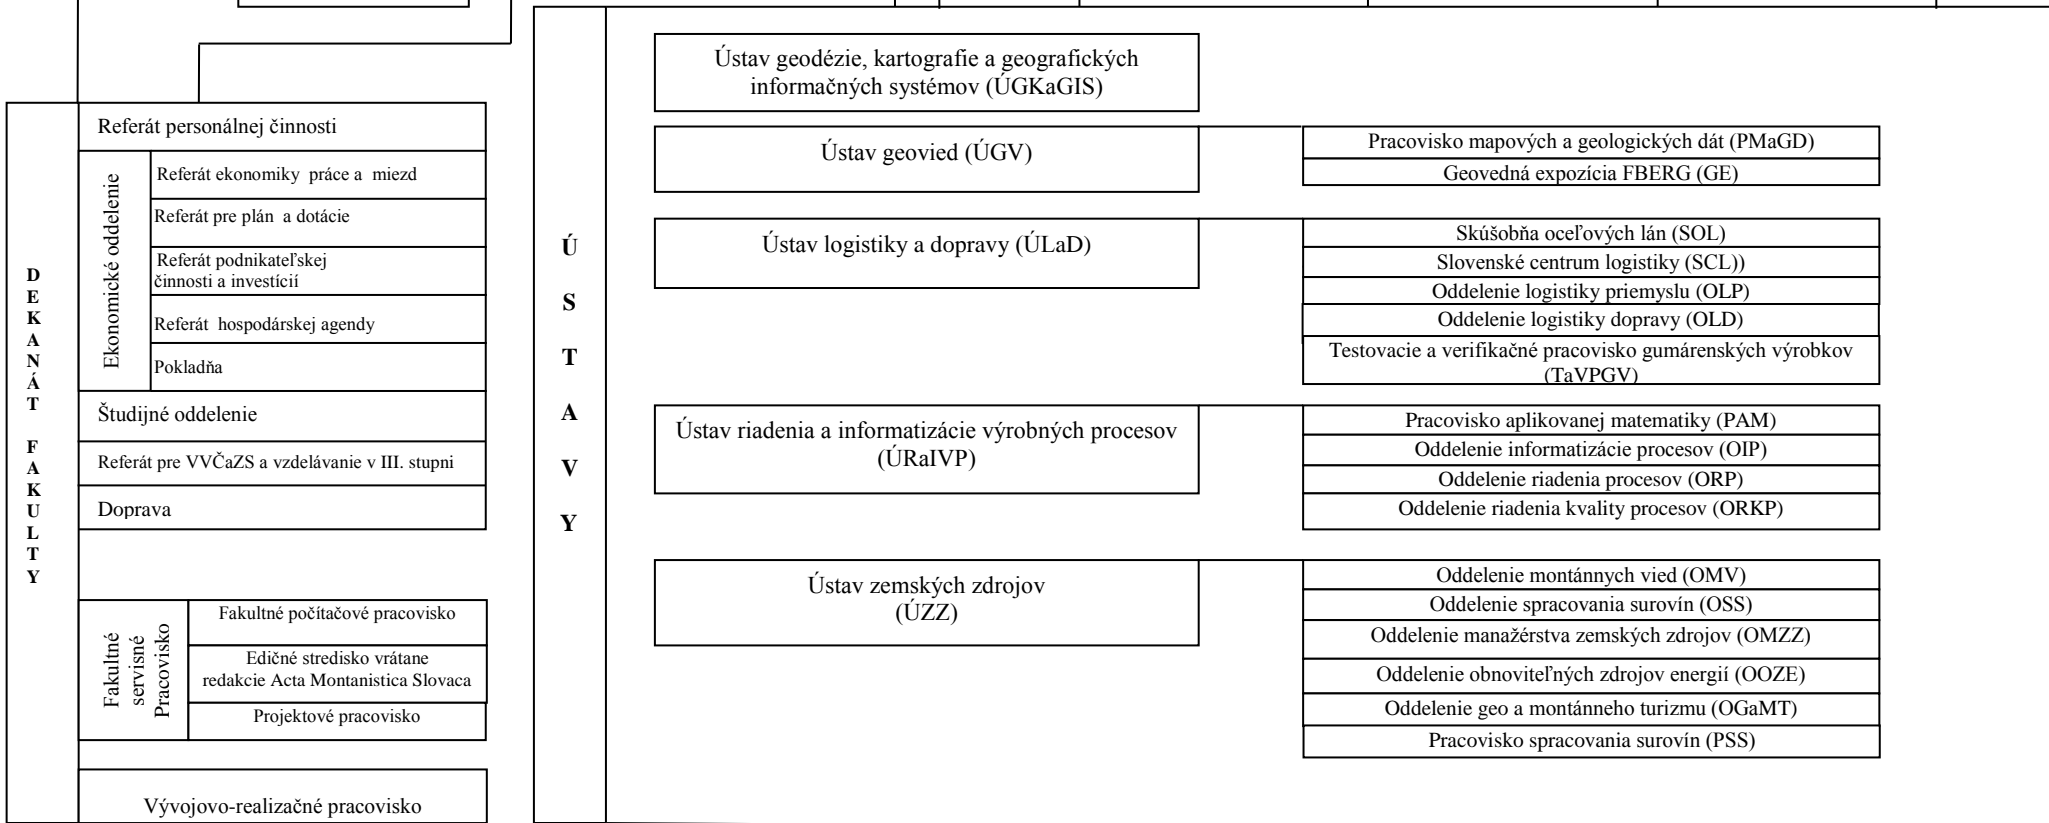 DEKANÁT FAKULTY
Referát personálnej činnosti
Ekonomické oddelenie
Referát ekonomiky práce a miezd
Referát pre plán a dotácie
Referát podnikateľskej
činnosti a investícií
Referát hospodárskej agendy
Pokladňa
Študijné oddelenie
Referát pre VVČaZS a vzdelávanie v III. stupni
Doprava
Fakultné
servisné
Pracovisko
Fakultné počítačové pracovisko
Edičné stredisko vrátane
redakcie Acta Montanistica Slovaca
Projektové pracovisko
Vývojovo-realizačné pracovisko
ÚSTAVY
Ústav geodézie, kartografie a geografických
informačných systémov (ÚGKaGIS)
Ústav geovied (ÚGV)
Pracovisko mapových a geologických dát (PMaGD)
Geovedná expozícia FBERG (GE)
Ústav logistiky a dopravy (ÚLaD)
Skúšobňa oceľových lán (SOL)
Slovenské centrum logistiky (SCL))
Oddelenie logistiky priemyslu (OLP)
Oddelenie logistiky dopravy (OLD)
Testovacie a verifikačné pracovisko gumárenských výrobkov
(TaVPGV)
Ústav riadenia a informatizácie výrobných procesov
(ÚRaIVP)
Pracovisko aplikovanej matematiky (PAM)
Oddelenie informatizácie procesov (OIP)
Oddelenie riadenia procesov (ORP)
Oddelenie riadenia kvality procesov (ORKP)
Ústav zemských zdrojov
(ÚZZ)
Oddelenie montánnych vied (OMV)
Oddelenie spracovania surovín (OSS)
Oddelenie manažérstva zemských zdrojov (OMZZ)
Oddelenie obnoviteľných zdrojov energií (OOZE)
Oddelenie geo a montánneho turizmu (OGaMT)
Pracovisko spracovania surovín (PSS)